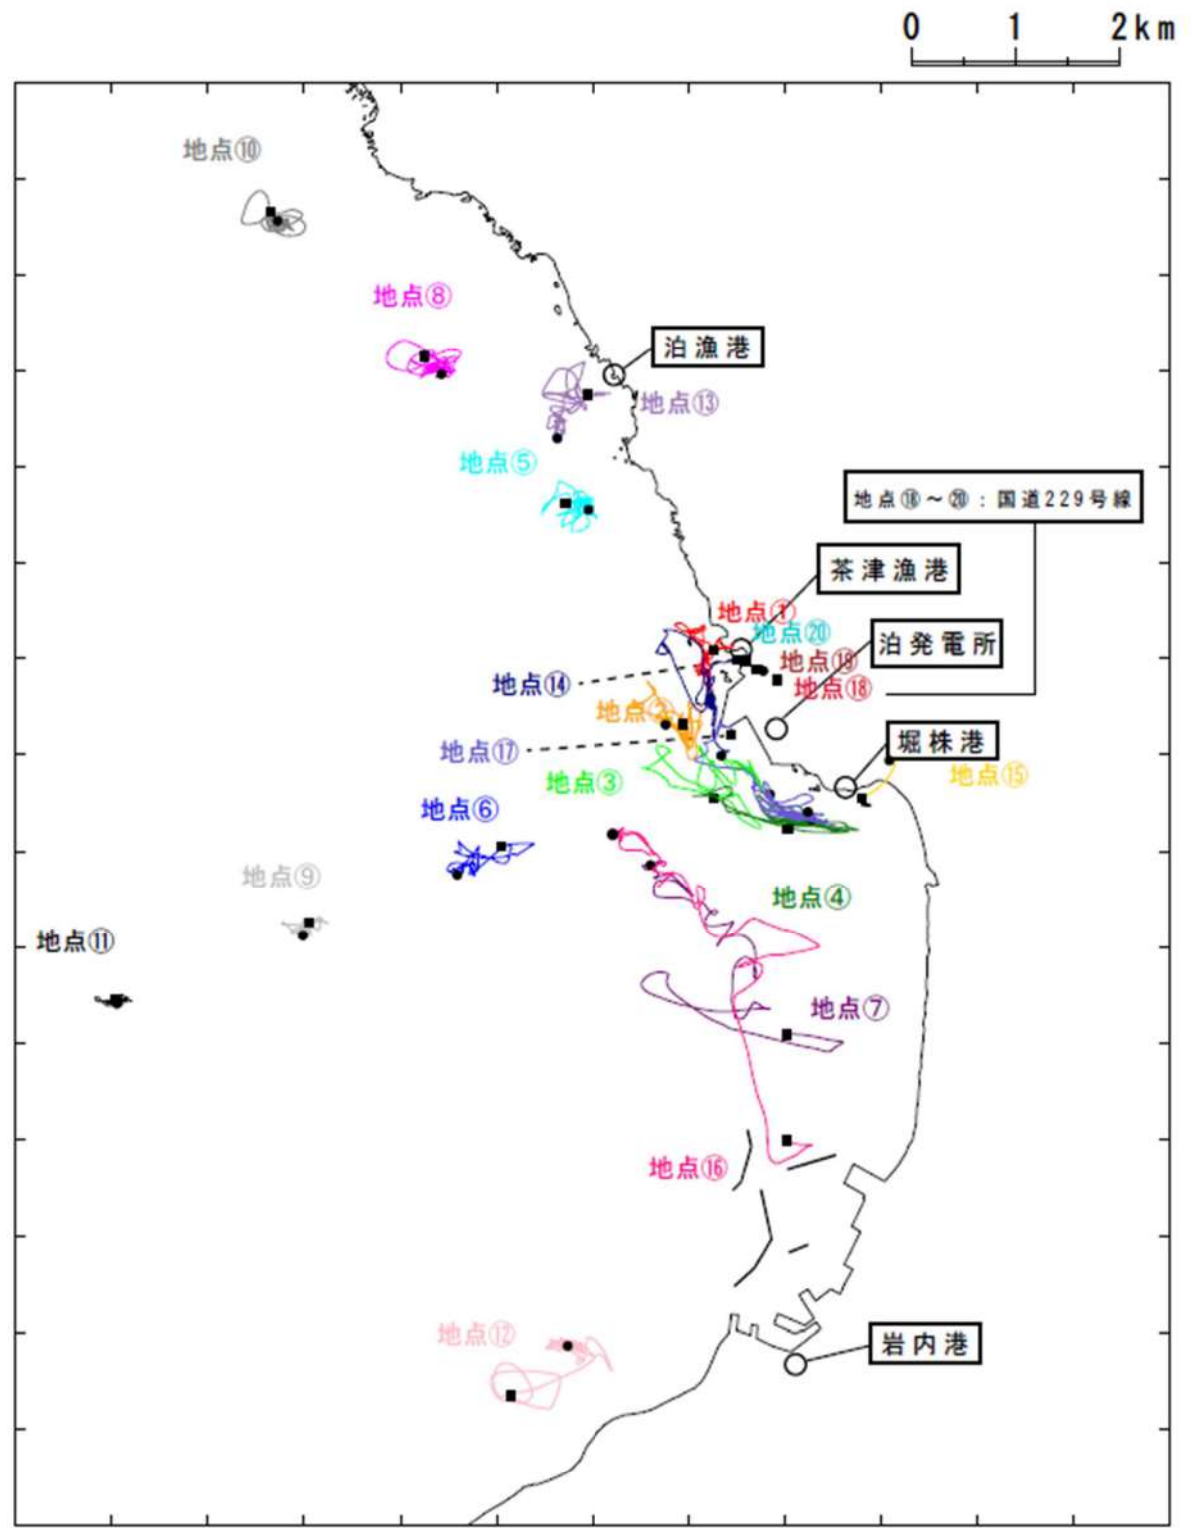 0 1 2km
地点⑩
地点⑧
泊漁港
地点⑬
地点⑤
地点⑱～⑳：国道229号線
茶津漁港
地点①
地点⑳
泊発電所
地点⑲
地点⑭
地点⑱
地点②
堀株港
地点⑰
地点⑮
地点③
地点⑥
地点⑨
地点④
地点⑪
地点⑦
地点⑯
地点⑫
岩内港